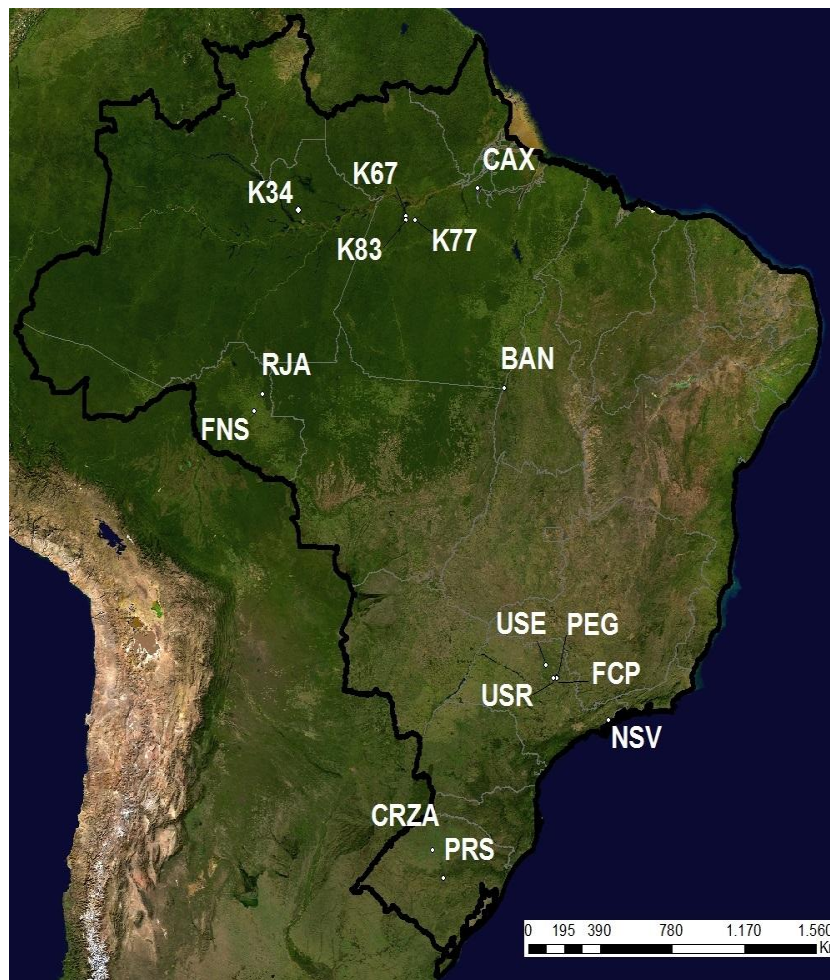 CAX
K67
K34
K83
K77
BAN
RJA
FNS
USE PEG
FCP
USR
NSV
CRZA
PRS
0 195 390 780 1.170 1.560